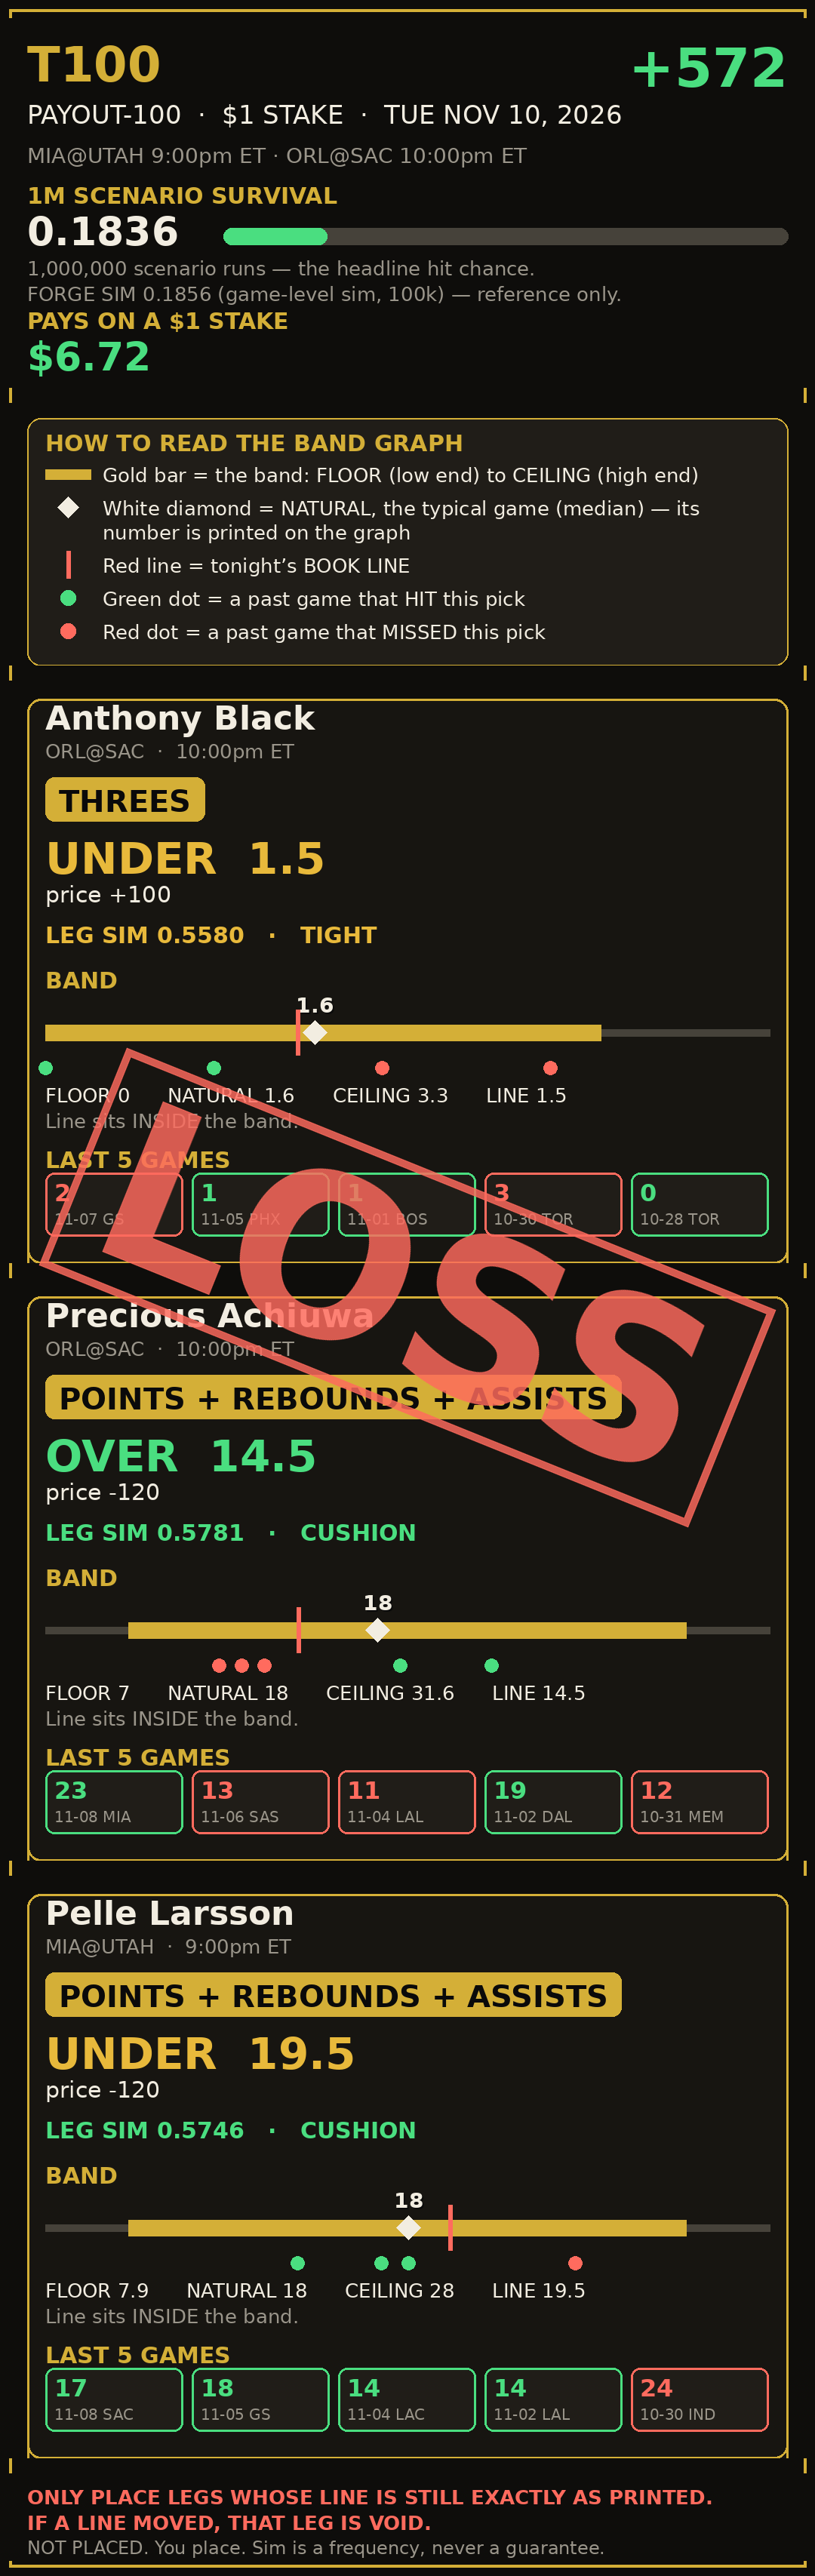 T100
+572
PAYOUT-100 · $1 STAKE · TUE NOV 10, 2026
MIA@UTAH 9:00pm ET · ORL@SAC 10:00pm ET
1M SCENARIO SURVIVAL
0.1836
1,000,000 scenario runs — the headline hit chance.
FORGE SIM 0.1856 (game-level sim, 100k) — reference only.
PAYS ON A $1 STAKE
$6.72
HOW TO READ THE BAND GRAPH
Gold bar = the band: FLOOR (low end) to CEILING (high end)
White diamond = NATURAL, the typical game (median) — its
number is printed on the graph
Red line = tonight’s BOOK LINE
Green dot = a past game that HIT this pick
Red dot = a past game that MISSED this pick
Anthony Black
ORL@SAC · 10:00pm ET
THREES
UNDER 1.5
price +100
LEG SIM 0.5580 · TIGHT
BAND
1.6
FLOOR 0 NATURAL 1.6 CEILING 3.3 LINE 1.5
Line sits INSIDE the band.
LAST 5 GAMES
2 1 1 3 0
11-07 GS 11-05 PHX 11-01 BOS 10-30 TOR 10-28 TOR
LOSS
Precious Achiuwa
ORL@SAC · 10:00pm ET
POINTS + REBOUNDS + ASSISTS
OVER 14.5
price -120
LEG SIM 0.5781 · CUSHION
BAND
18
FLOOR 7 NATURAL 18 CEILING 31.6 LINE 14.5
Line sits INSIDE the band.
LAST 5 GAMES
23 13 11 19 12
11-08 MIA 11-06 SAS 11-04 LAL 11-02 DAL 10-31 MEM
Pelle Larsson
MIA@UTAH · 9:00pm ET
POINTS + REBOUNDS + ASSISTS
UNDER 19.5
price -120
LEG SIM 0.5746 · CUSHION
BAND
18
FLOOR 7.9 NATURAL 18 CEILING 28 LINE 19.5
Line sits INSIDE the band.
LAST 5 GAMES
17 18 14 14 24
11-08 SAC 11-05 GS 11-04 LAC 11-02 LAL 10-30 IND
ONLY PLACE LEGS WHOSE LINE IS STILL EXACTLY AS PRINTED.
IF A LINE MOVED, THAT LEG IS VOID.
NOT PLACED. You place. Sim is a frequency, never a guarantee.